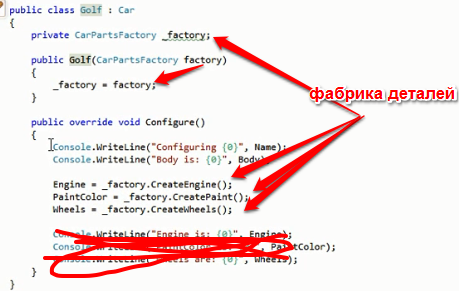 public class Golf : Car
{
private CarPartsFactory _factory;
public Golf(CarPartsFactory factory)
{
_factory = factory;
}
фабрика деталей
public override void Configure()
{
Console.WriteLine("Configuring {0}", Name);
Console.WriteLine("Body is: {0}", Body);
Engine = _factory.CreateEngine();
PaintColor = _factory.CreatePaint();
Wheels = _factory.CreateWheels();
Console.WriteLine("Engine is: {0}", Engine);
PaintColor);
Wheels);
}
}